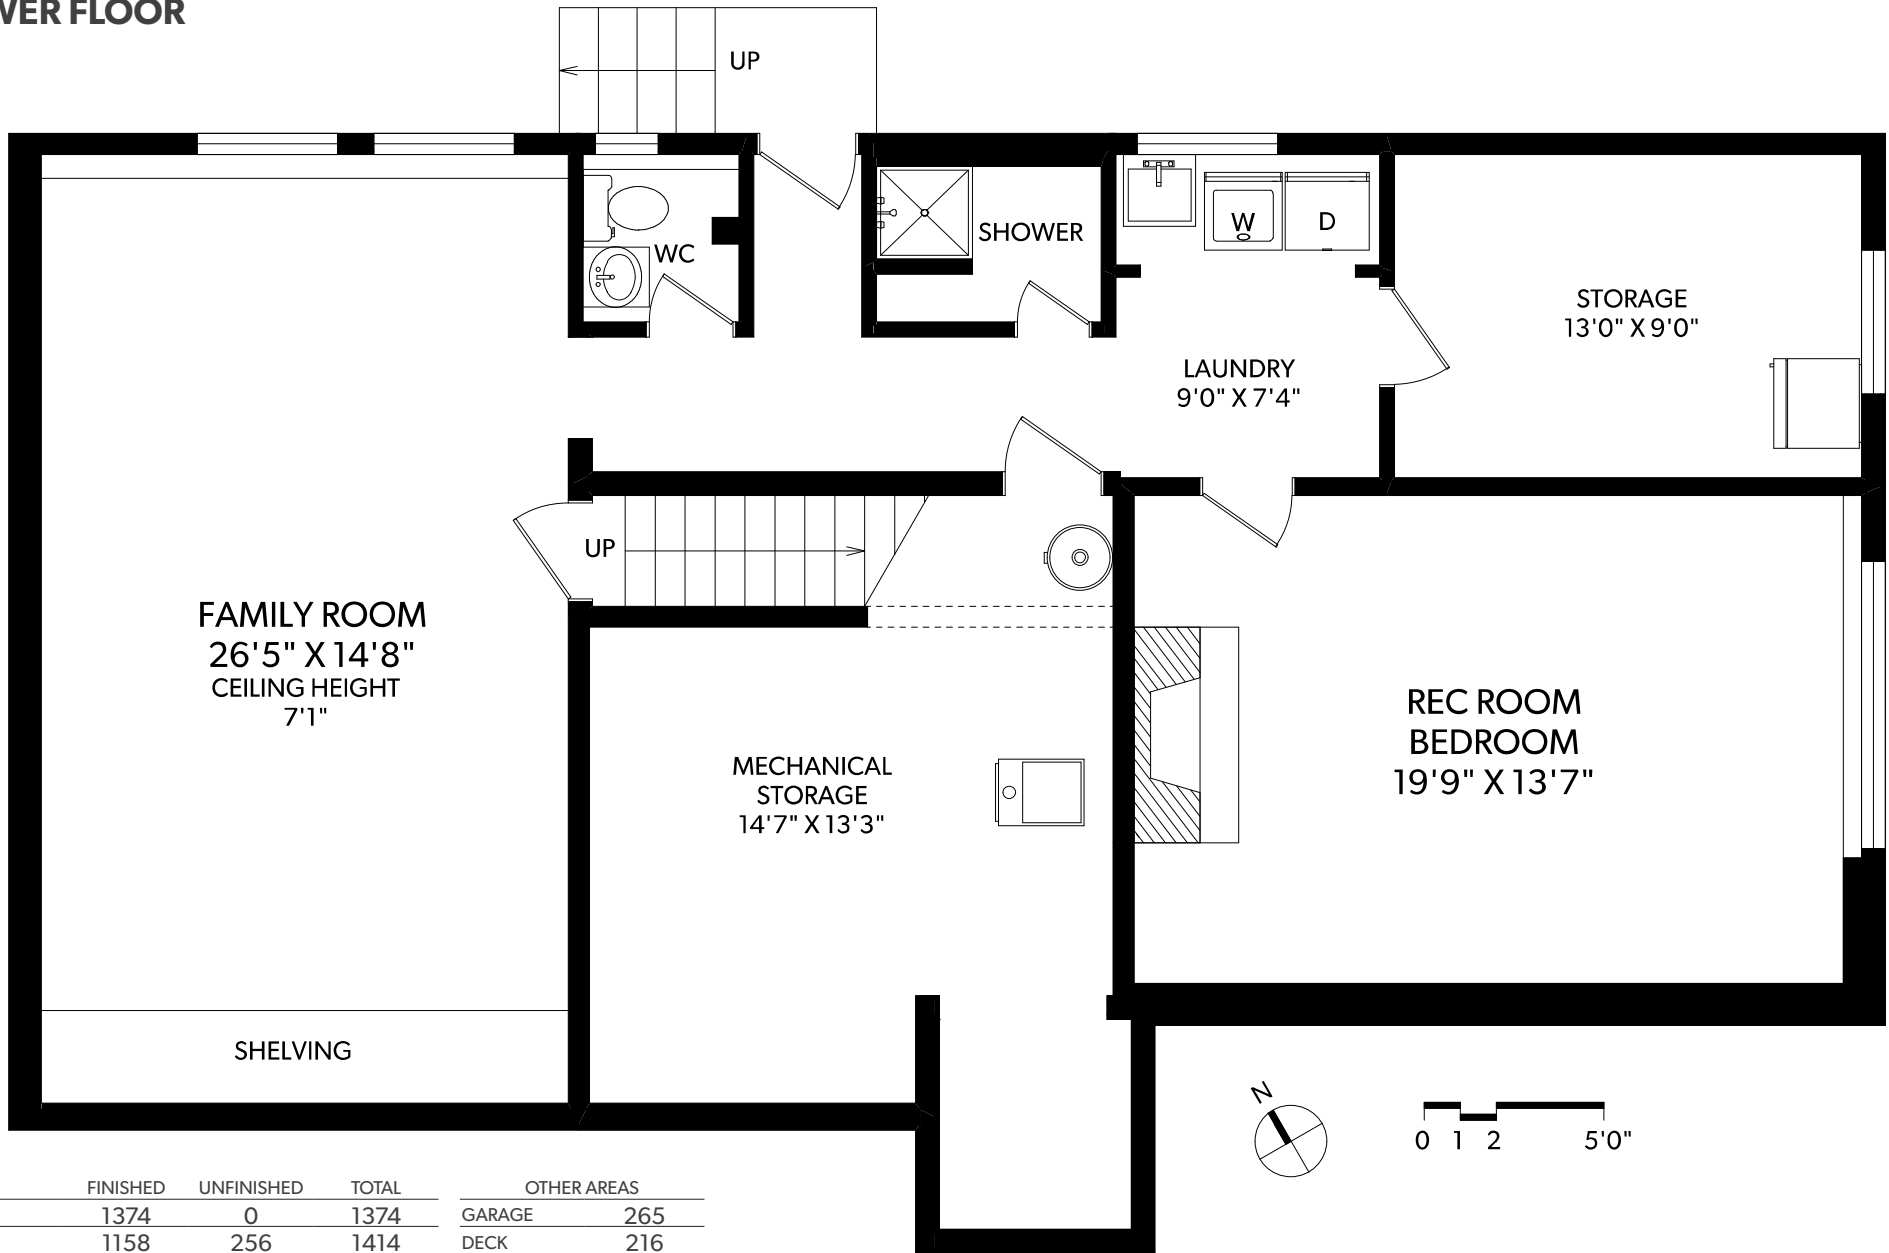 WER FLOOR
UP
WC
SHOWER
W
D
STORAGE
13'0" X 9'0"
LAUNDRY
9'0" X 7'4"
UP
FAMILY ROOM
26'5" X 14'8"
CEILING HEIGHT
7'1"
MECHANICAL
STORAGE
14'7" X 13'3"
REC ROOM
BEDROOM
19'9" X 13'7"
SHELVING
N
0 1 2 5'0"
FINISHED UNFINISHED TOTAL
1374 0 1374
1158 256 1414
OTHER AREAS
GARAGE 265
DECK 216